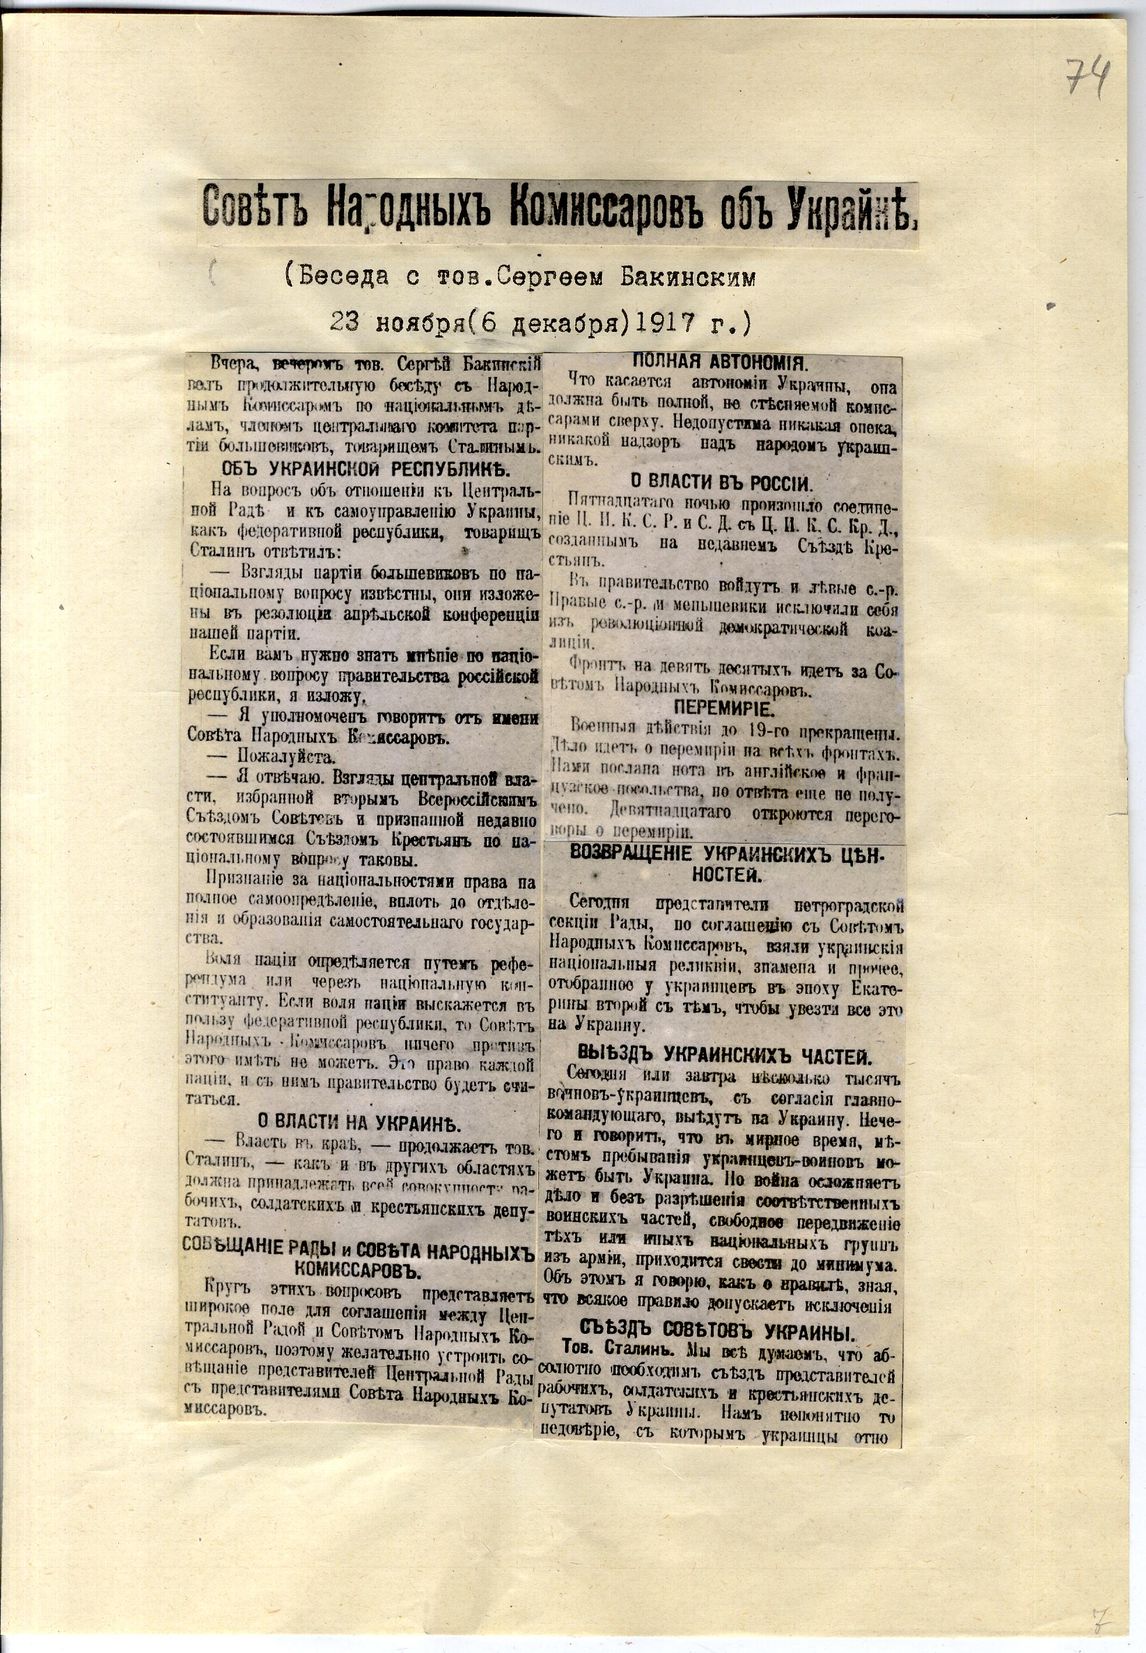 74
Совѣтъ Народныхъ Комиссаровъ объ Украйнѣ.
(Беседа с тов.Сергеем Бакинским
23 ноября(6 декабря)1917 г.)
Вчера, вечеромъ тов. Сергѣй Бакинскій
велъ продолжительную бесѣду съ Народ-
нымъ Комиссаромъ по національнымъ дѣ-
ламъ, членомъ центральнаго комитета пар-
тіи большевиковъ, товарищемъ Сталинымъ.
ОБЪ УКРАИНСКОЙ РЕСПУБЛИКѢ.
На вопросъ объ отношеніи къ Централь-
ной Радѣ и къ самоуправленію Украины,
какъ федеративной республики, товарищъ
Сталин отвѣтилъ:
— Взгляды партіи большевиковъ по на-
ціональному вопросу извѣстны, они изложе-
ны въ резолюціи апрѣльской конференціи
нашей партіи.
Если вамъ нужно знать мнѣніе по націо-
нальному вопросу правительства россійской
республики, я изложу.
— Я уполномоченъ говорить отъ имени
Совѣта Народныхъ Комиссаровъ.
— Пожалуйста.
— Я отвѣчаю. Взгляды центральной вла-
сти, избранной вторымъ Всероссійскимъ
Съѣздомъ Совѣтовъ и признанной недавно
состоявшимся Съѣздомъ Крестьянъ по на-
ціональному вопросу таковы.
Признаніе за національностями права на
полное самоопредѣленіе, вплоть до отдѣле-
нія и образованія самостоятельнаго государ-
ства.
Воля націи опредѣляется путемъ рефе-
рендума или черезъ національную кон-
ституанту. Если воля націи выскажется въ
пользу федеративной республики, то Совѣтъ
Народныхъ Комиссаровъ ничего противъ
этого имѣть не можетъ. Это право каждой
націи, и съ нимъ правительство будетъ счи-
таться.
О ВЛАСТИ НА УКРАИНѢ.
— Власть въ краѣ, — продолжаетъ тов.
Сталинъ, — какъ и въ другихъ областяхъ
должна принадлежать всей совокупности ра-
бочихъ, солдатскихъ и крестьянскихъ депу-
татовъ.
СОВѢЩАНІЕ РАДЫ и СОВѢТА НАРОДНЫХЪ
КОМИССАРОВЪ.
Кругъ этихъ вопросовъ представляетъ
широкое поле для соглашенія между Цен-
тральной Радой и Совѣтомъ Народныхъ Ко-
миссаровъ, поэтому желательно устроить со-
вѣщаніе представителей Центральной Рады
съ представителями Совѣта Народныхъ Ко-
миссаровъ.
ПОЛНАЯ АВТОНОМІЯ.
Что касается автономіи Украины, она
должна быть полной, не стѣсняемой комис-
сарами сверху. Недопустима никакая опека,
никакой надзоръ надъ народомъ украин-
скимъ.
О ВЛАСТИ ВЪ РОССІИ.
Пятнадцатаго ночью произошло соедине-
ніе Ц. И. К. С. Р. и С. Д. съ Ц. И. К. С. Кр. Д.,
созданнымъ на недавнемъ Съѣздѣ Кре-
стьянъ.
Въ правительство войдутъ и лѣвые с.-р.
Правые с.-р. и меньшевики исключали себя
изъ революціонной демократической коа-
лиціи.
Фронтъ на девять десятыхъ идетъ за Со-
вѣтомъ Народныхъ Комиссаровъ.
ПЕРЕМИРІЕ.
Военныя дѣйствія до 19-го прекращены.
Дѣло идетъ о перемиріи на всѣхъ фронтахъ.
Нами послана нота въ англійское и фран-
цузское посольства, но отвѣта еще не полу-
чено. Девятнадцатаго откроются перего-
воры о перемиріи.
ВОЗВРАЩЕНІЕ УКРАИНСКИХЪ ЦѢН-
НОСТЕЙ.
Сегодня представители петроградской
секціи Рады, по соглашенію съ Совѣтомъ
Народныхъ Комиссаровъ, взяли украинскія
національныя реликвіи, знамена и прочее,
отобранное у украинцевъ въ эпоху Екате-
рины второй съ тѣмъ, чтобы увезти все это
на Украину.
ВЫѢЗДЪ УКРАИНСКИХЪ ЧАСТЕЙ.
Сегодня или завтра нѣсколько тысячъ
воиновъ-украинцевъ, съ согласія главно-
командующаго, выѣдутъ на Украину. Нече-
го и говорить, что въ мирное время, мѣ-
стомъ пребыванія украинцевъ-воиновъ мо-
жетъ быть Украина. Но война осложняетъ
дѣло и безъ разрѣшенія соотвѣтственныхъ
воинскихъ частей, свободное передвиженіе
тѣхъ или иныхъ національныхъ группъ
изъ арміи, приходится свести до минимума.
Объ этомъ я говорю, какъ о правилѣ, зная,
что всякое правило допускаетъ исключенія
СЪѢЗДЪ СОВѢТОВЪ УКРАИНЫ.
Тов. Сталинъ. Мы всѣ думаемъ, что аб-
солютно необходимъ съѣздъ представителей
рабочихъ, солдатскихъ и крестьянскихъ де-
путатовъ Украины. Намъ непонятно то
недовѣріе, съ которымъ украинцы отно
7